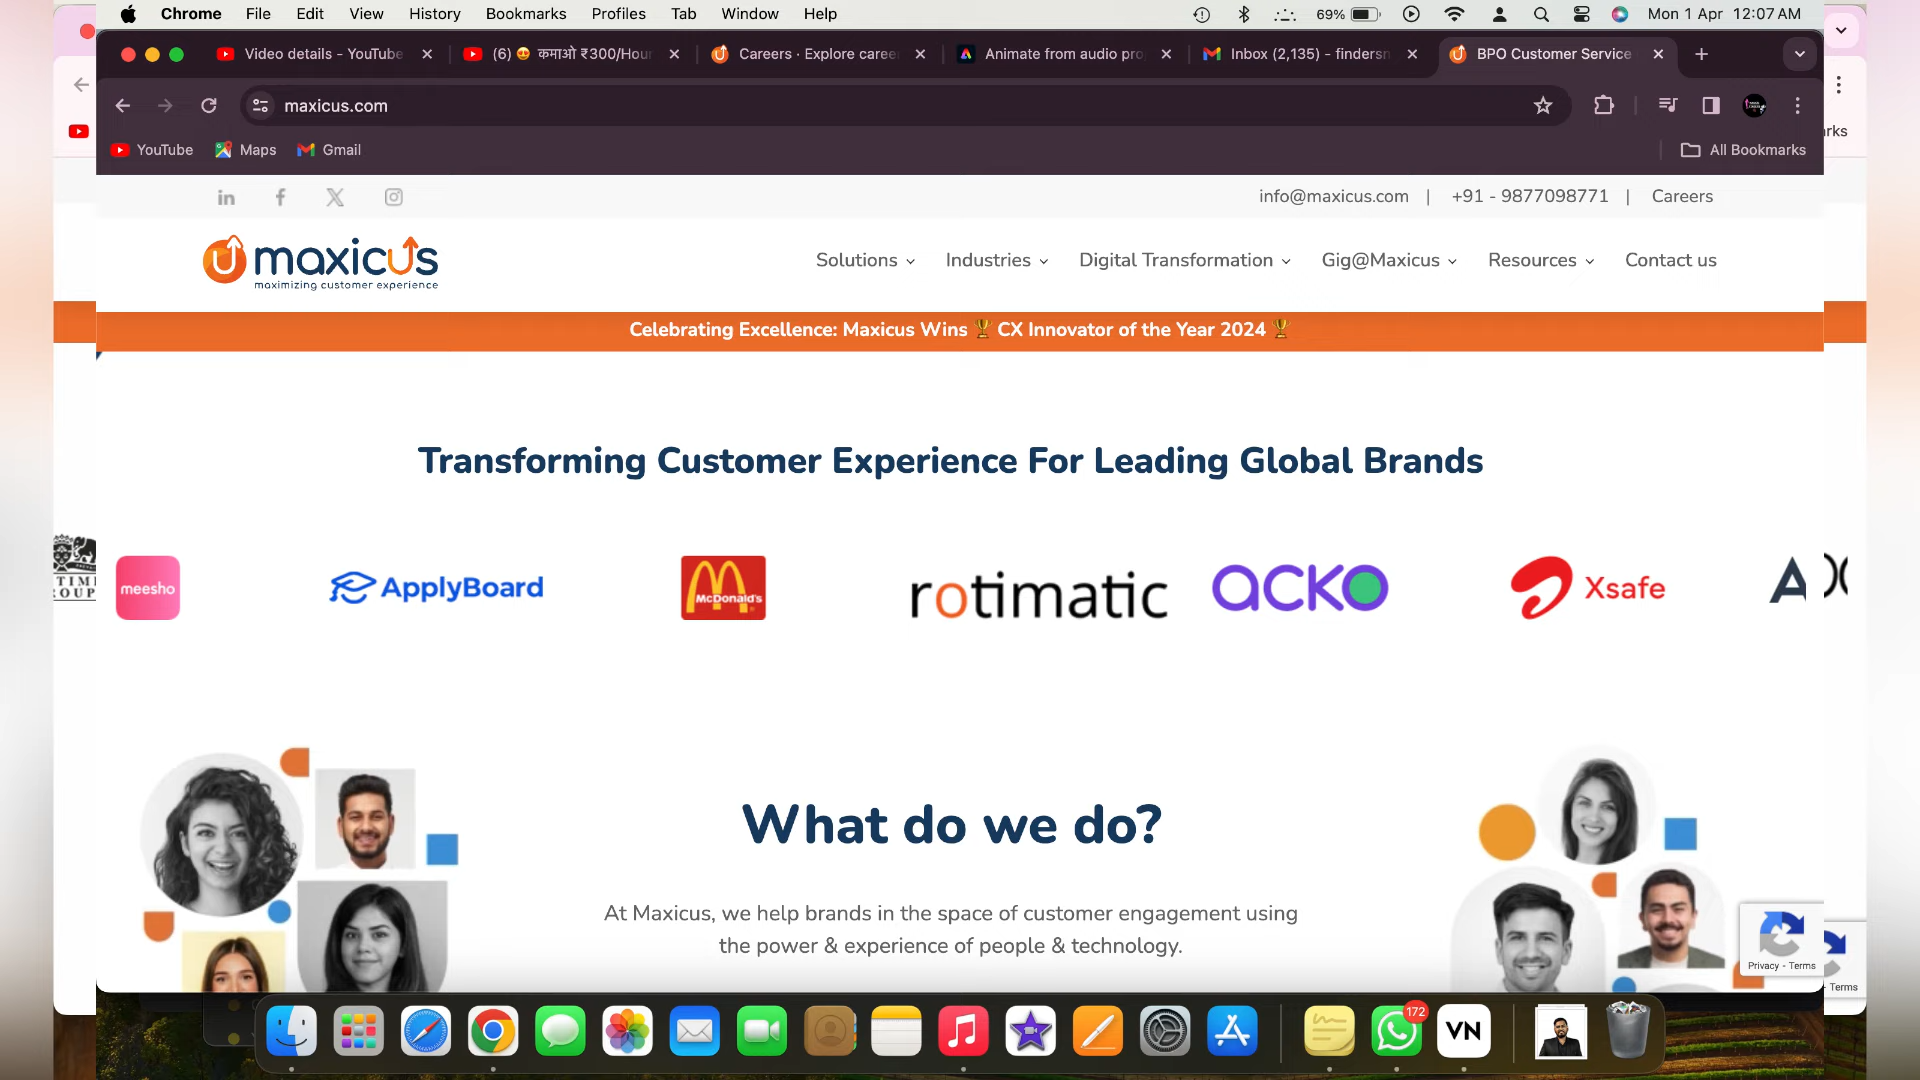 Chrome File Edit View History Bookmarks Profiles Tab Window Help 69% Mon 1 Apr 12:07 AM
Video details - YouTube (6) 😍 कमाओ ₹300/Hour Careers · Explore career Animate from audio pro Inbox (2,135) - findersn BPO Customer Service
maxicus.com
YouTube Maps Gmail All Bookmarks rks
info@maxicus.com | +91 - 9877098771 | Careers
maxicus
maximizing customer experience
Solutions Industries Digital Transformation Gig@Maxicus Resources Contact us
Celebrating Excellence: Maxicus Wins 🏆 CX Innovator of the Year 2024 🏆
Transforming Customer Experience For Leading Global Brands
TIM
OUP
meesho
ApplyBoard
McDonald's
rotimatic
acko
Xsafe
A
What do we do?
At Maxicus, we help brands in the space of customer engagement using
the power & experience of people & technology.
Privacy - Terms
- Terms
172
VN